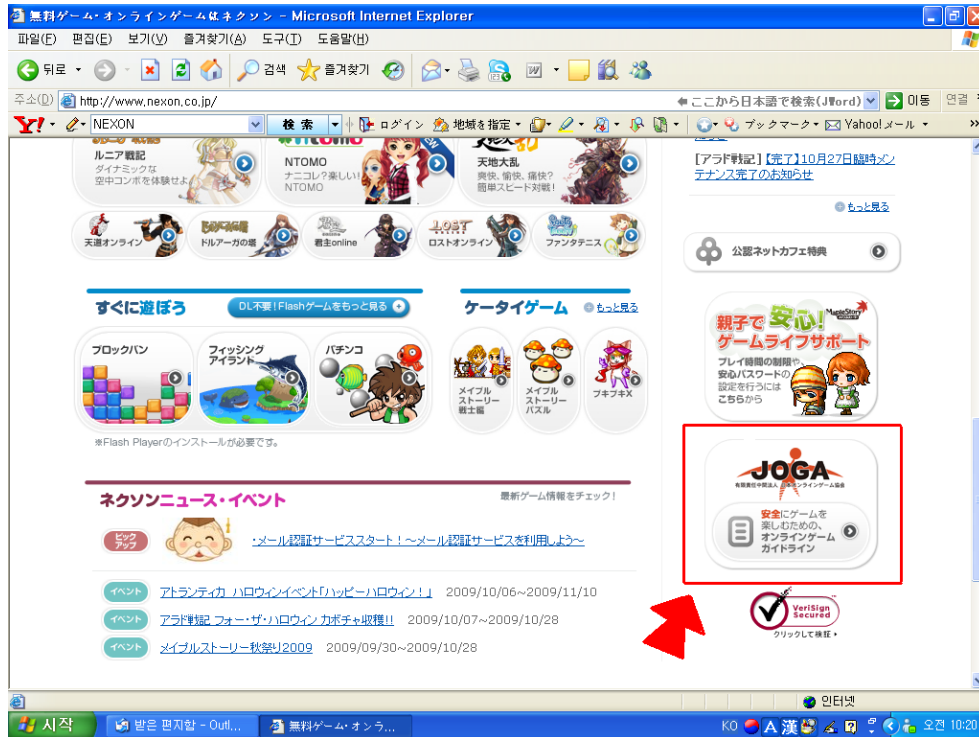 無料ゲーム・オンラインゲームはネクソン - Microsoft Internet Explorer
파일(F) 편집(E) 보기(V) 즐겨찾기(A) 도구(T) 도움말(H)
뒤로 검색 즐겨찾기
주소(D) http://www.nexon.co.jp/ ここから日本語で検索(JWord) 이동 연결
Y! NEXON 検索 ログイン 地域を指定 ブックマーク Yahoo!メール
ルニア戦記
ダイナミックな
空中コンボを体験せよ
NTOMO
ナニコレ?楽しい!
NTOMO
天地大乱
爽快、愉快、痛快?
簡単スピード対戦!
[アラド戦記]【完了】10月27日臨時メン
テナンス完了のお知らせ
もっと見る
天道オンライン
ドルアーガの塔
君主online
LOST
ロストオンライン
ファンタテニス
公認ネットカフェ特典
すぐに遊ぼう
DL不要!Flashゲームをもっと見る
ケータイゲーム
もっと見る
ブロックバン
フィッシング
アイランド
パチンコ
メイプル
ストーリー
戦士編
メイプル
ストーリー
パズル
ブキブキX
※Flash Playerのインストールが必要です。
MapleStory
親子で安心!
ゲームライフサポート
プレイ時間の制限や、
安心パスワードの
設定を行うには
こちらから
JOGA
有限責任中間法人 日本オンラインゲーム協会
安全にゲームを
楽しむための、
オンラインゲーム
ガイドライン
VeriSign
Secured
クリックして検証
ネクソンニュース・イベント
最新ゲーム情報をチェック!
ビック
アップ
・メール認証サービススタート!～メール認証サービスを利用しよう～
イベント アトランティカ ハロウィンイベント「ハッピーハロウィン!」 2009/10/06~2009/11/10
イベント アラド戦記 フォー・ザ・ハロウィン カボチャ収穫!! 2009/10/07~2009/10/28
イベント メイプルストーリー秋祭り2009 2009/09/30~2009/10/28
인터넷
시작 받은 편지함 - Outl... 無料ゲーム・オンラ... KO A 漢 오전 10:20